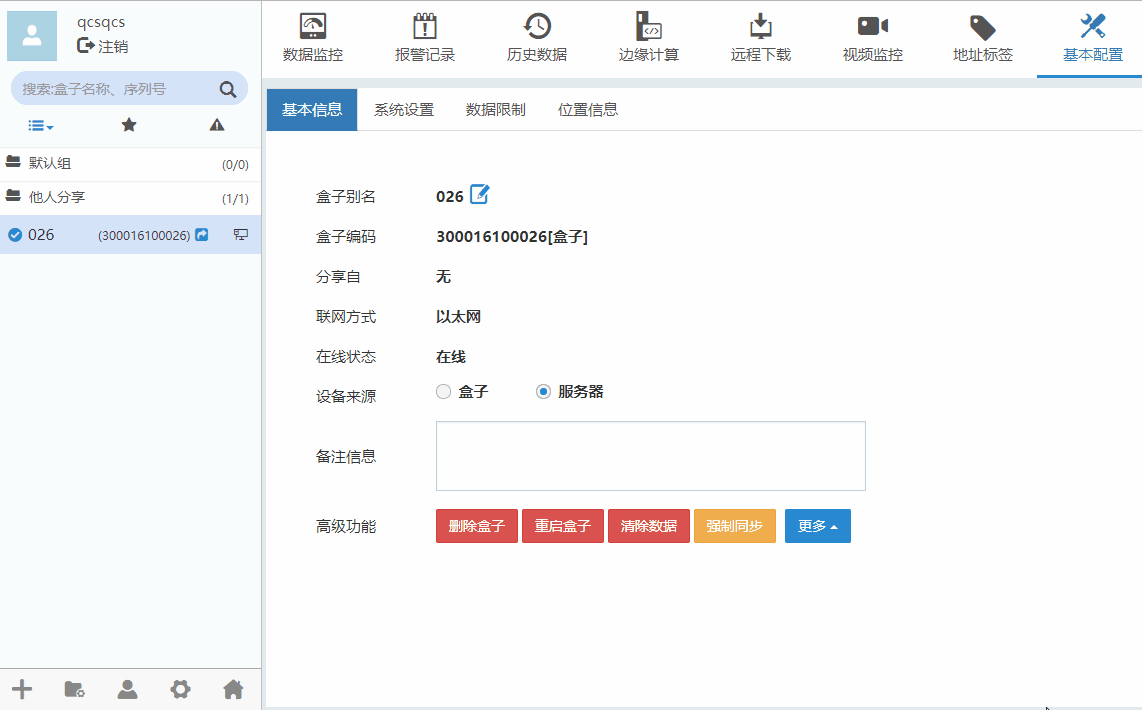 qcsqcs
注销
搜索:盒子名称、序列号
默认组 (0/0)
他人分享 (1/1)
026 (300016100026)
数据监控 报警记录 历史数据 边缘计算 远程下载 视频监控 地址标签 基本配置
基本信息 系统设置 数据限制 位置信息
盒子别名 026
盒子编码 300016100026[盒子]
分享自 无
联网方式 以太网
在线状态 在线
设备来源 盒子 服务器
备注信息
高级功能 删除盒子 重启盒子 清除数据 强制同步 更多